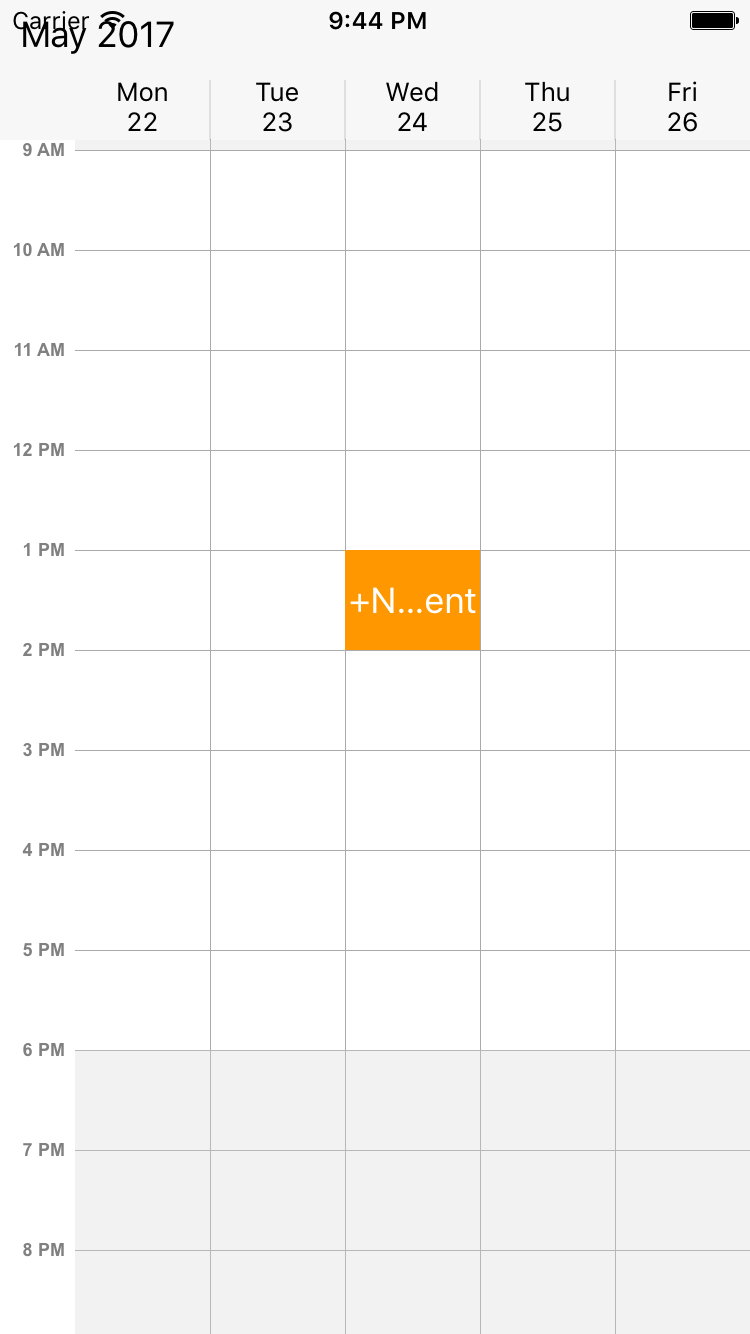 Carrier 9:44 PM
May 2017
Mon Tue Wed Thu Fri
22 23 24 25 26
9 AM
10 AM
11 AM
12 PM
1 PM
+N...ent
2 PM
3 PM
4 PM
5 PM
6 PM
7 PM
8 PM